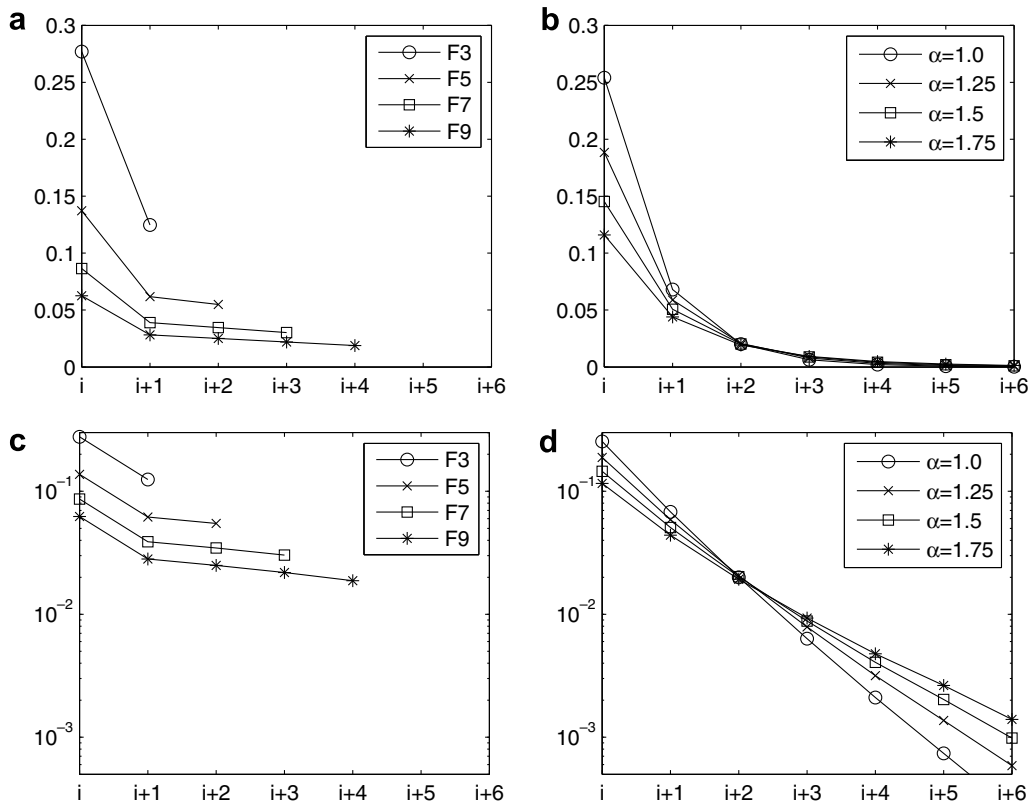 a
0.3
0.25
0.2
0.15
0.1
0.05
0
i i+1 i+2 i+3 i+4 i+5 i+6
F3
F5
F7
F9
b
0.3
0.25
0.2
0.15
0.1
0.05
0
i i+1 i+2 i+3 i+4 i+5 i+6
α=1.0
α=1.25
α=1.5
α=1.75
c
10⁻¹
10⁻²
10⁻³
i i+1 i+2 i+3 i+4 i+5 i+6
F3
F5
F7
F9
d
10⁻¹
10⁻²
10⁻³
i i+1 i+2 i+3 i+4 i+5 i+6
α=1.0
α=1.25
α=1.5
α=1.75